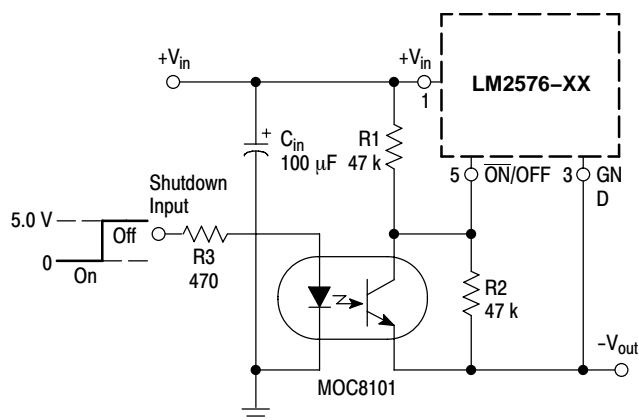 +Vin
+Vin
1
LM2576–XX
R1
47 k
+
Cin
100 µF
5
ON/OFF
3
GN
D
Shutdown
Input
5.0 V
Off
0
On
R3
470
R2
47 k
–Vout
MOC8101